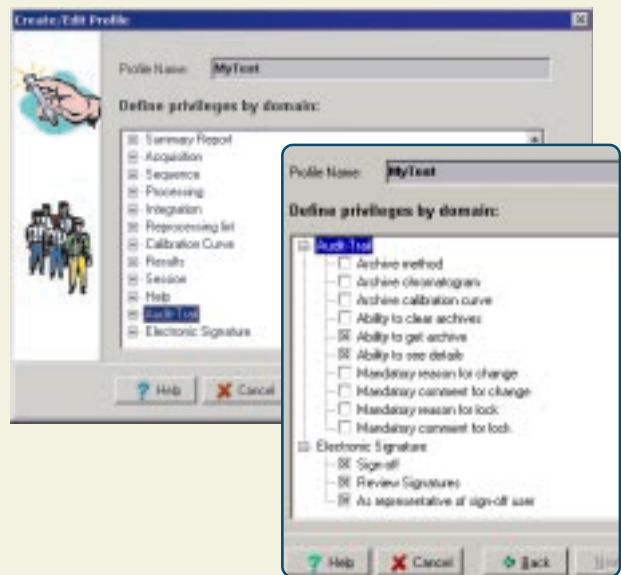 Create/Edit Profile
Profile Name: MyTest
Define privileges by domain:
Summary Report
Acquisition
Sequence
Processing
Integration
Reprocessing list
Calibration Curve
Results
Session
Help
Audit-Trail
Electronic Signature
Help
Cancel
Profile Name: MyTest
Define privileges by domain:
Audit-Trail
Archive method
Archive chromatogram
Archive calibration curve
Ability to clear archives
Ability to get archive
Ability to see details
Mandatory reason for change
Mandatory comment for change
Mandatory reason for lock
Mandatory comment for lock
Electronic Signature
Sign-off
Review Signatures
As representative of sign-off user
Help
Cancel
Back